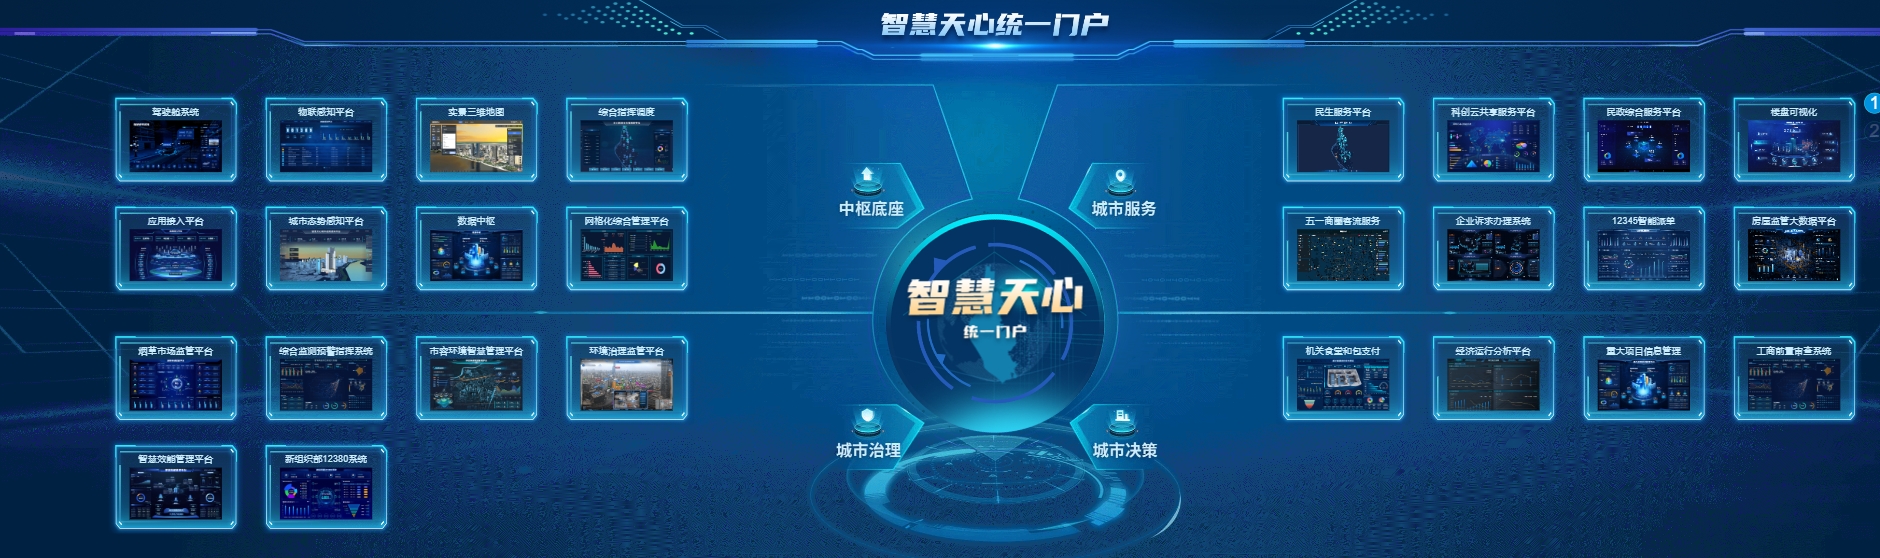 智慧天心统一门户
驾驶舱系统
物联感知平台
实景三维地图
综合指挥调度
应用接入平台
城市态势感知平台
数据中枢
网格化综合管理平台
烟草市场监管平台
综合监测预警指挥系统
市容环境智慧管理平台
环境治理监管平台
智慧效能管理平台
新组织部12380系统
中枢底座
城市服务
智慧天心
统一门户
城市治理
城市决策
民生服务平台
科创云共享服务平台
民政综合服务平台
楼盘可视化
五一商圈客流服务
企业诉求办理系统
12345智能派单
房屋监管大数据平台
机关食堂和包支付
经济运行分析平台
重大项目信息管理
工商前置审查系统
1
2